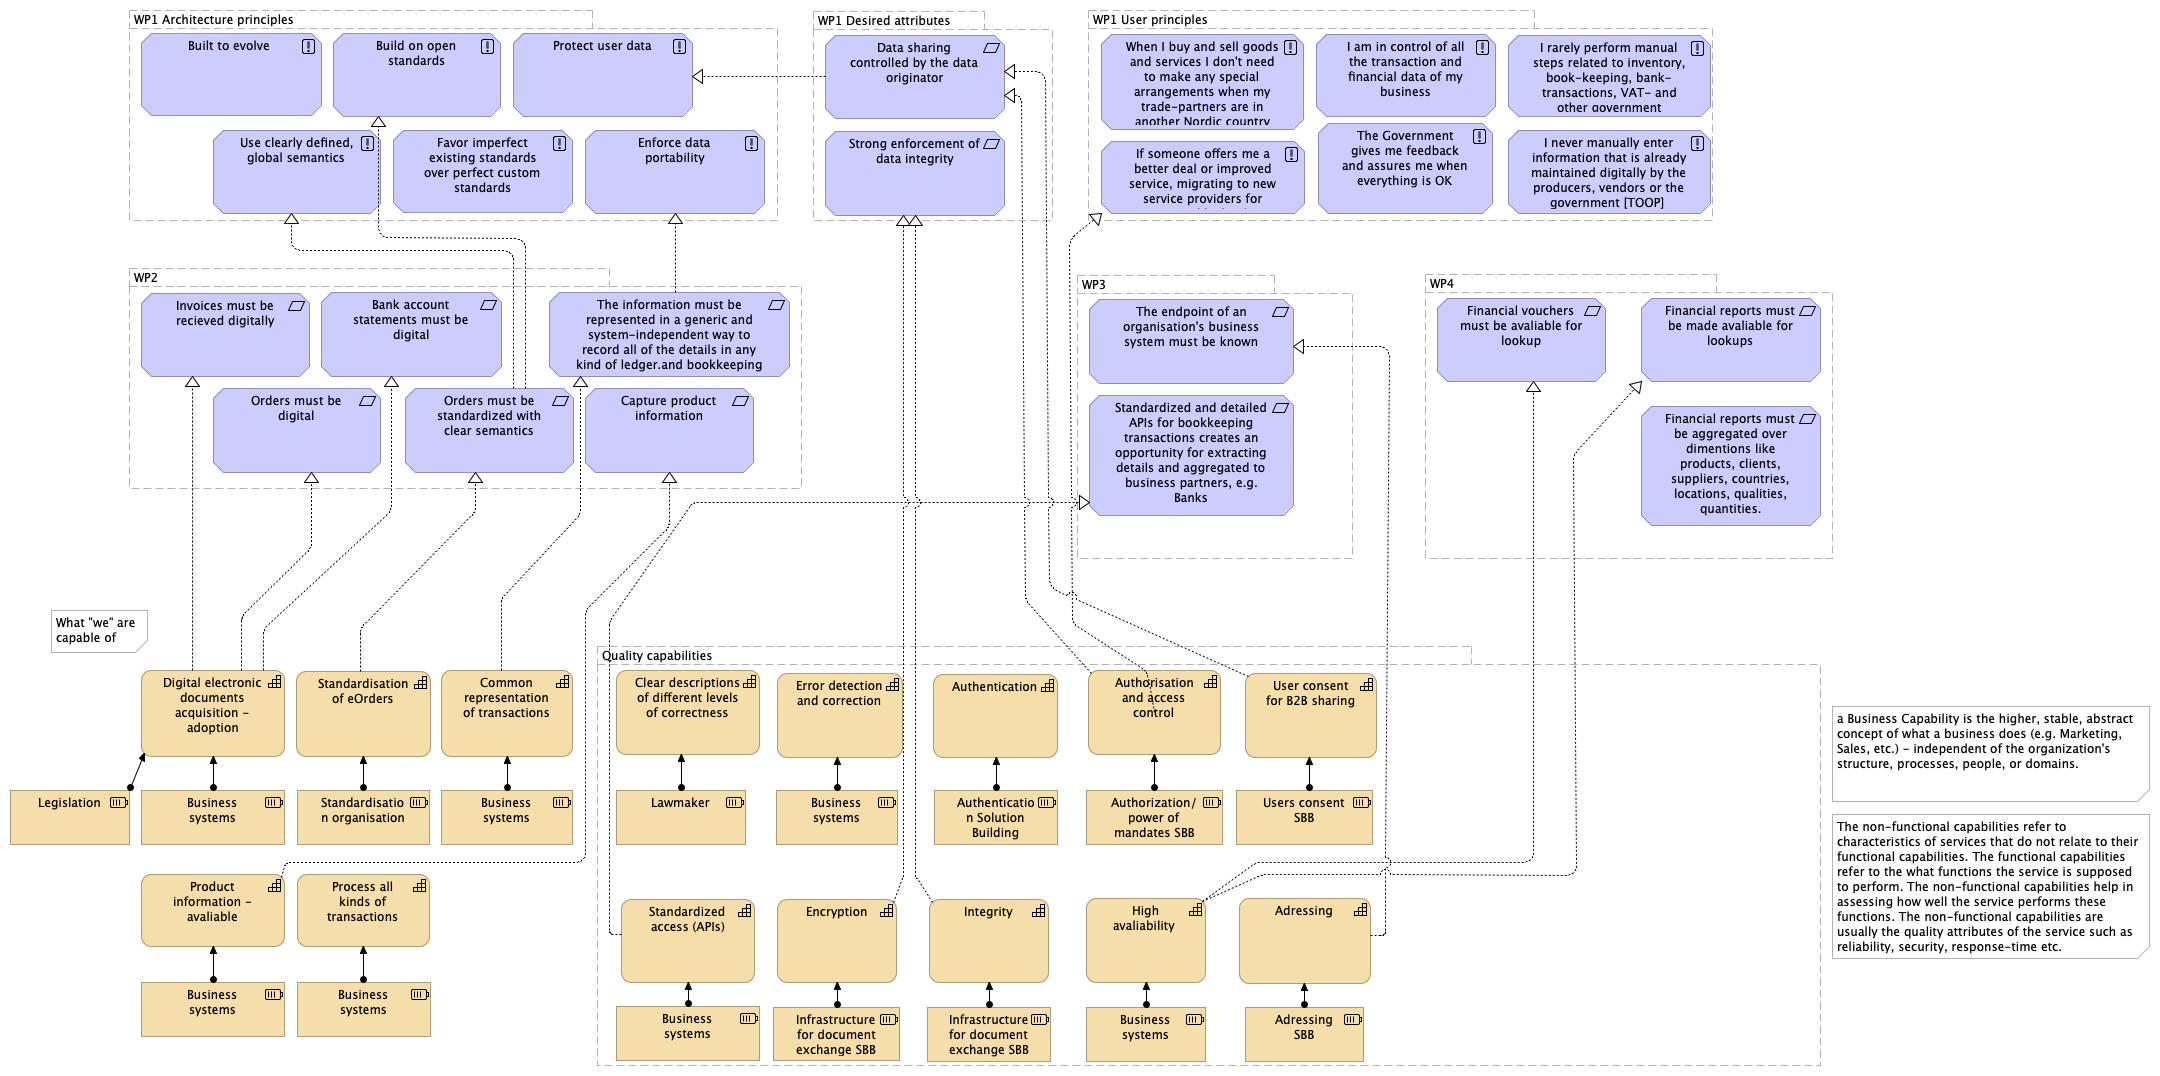 WP1 Architecture principles
Built to evolve
Build on open
standards
Protect user data
Use clearly defined,
global semantics
Favor imperfect
existing standards
over perfect custom
standards
Enforce data
portability
WP1 Desired attributes
Data sharing
controlled by the data
originator
Strong enforcement of
data integrity
WP1 User principles
When I buy and sell goods
and services I don't need
to make any special
arrangements when my
trade-partners are in
another Nordic country
I am in control of all
the transaction and
financial data of my
business
I rarely perform manual
steps related to inventory,
book-keeping, bank-
transactions, VAT- and
other government
If someone offers me a
better deal or improved
service, migrating to new
service providers for
The Government
gives me feedback
and assures me when
everything is OK
I never manually enter
information that is already
maintained digitally by the
producers, vendors or the
government [TOOP]
WP2
Invoices must be
recieved digitally
Bank account
statements must be
digital
The information must be
represented in a generic and
system-independent way to
record all of the details in any
kind of ledger.and bookkeeping
Orders must be
digital
Orders must be
standardized with
clear semantics
Capture product
information
WP3
The endpoint of an
organisation's business
system must be known
Standardized and detailed
APIs for bookkeeping
transactions creates an
opportunity for extracting
details and aggregated to
business partners, e.g.
Banks
WP4
Financial vouchers
must be avaliable for
lookup
Financial reports must
be made avaliable for
lookups
Financial reports must
be aggregated over
dimentions like
products, clients,
suppliers, countries,
locations, qualities,
quantities.
What "we" are
capable of
Digital electronic
documents
acquisition -
adoption
Standardisation
of eOrders
Common
representation
of transactions
Legislation
Business
systems
Standardisatio
n organisation
Business
systems
Product
information -
avaliable
Process all
kinds of
transactions
Business
systems
Business
systems
Quality capabilities
Clear descriptions
of different levels
of correctness
Error detection
and correction
Authentication
Authorisation
and access
control
User consent
for B2B sharing
Lawmaker
Business
systems
Authenticatio
n Solution
Building
Authorization/
power of
mandates SBB
Users consent
SBB
Standardized
access (APIs)
Encryption
Integrity
High
avaliability
Adressing
Business
systems
Infrastructure
for document
exchange SBB
Infrastructure
for document
exchange SBB
Business
systems
Adressing
SBB
a Business Capability is the higher, stable, abstract
concept of what a business does (e.g. Marketing,
Sales, etc.) - independent of the organization's
structure, processes, people, or domains.
The non-functional capabilities refer to
characteristics of services that do not relate to their
functional capabilities. The functional capabilities
refer to the what functions the service is supposed
to perform. The non-functional capabilities help in
assessing how well the service performs these
functions. The non-functional capabilities are
usually the quality attributes of the service such as
reliability, security, response-time etc.